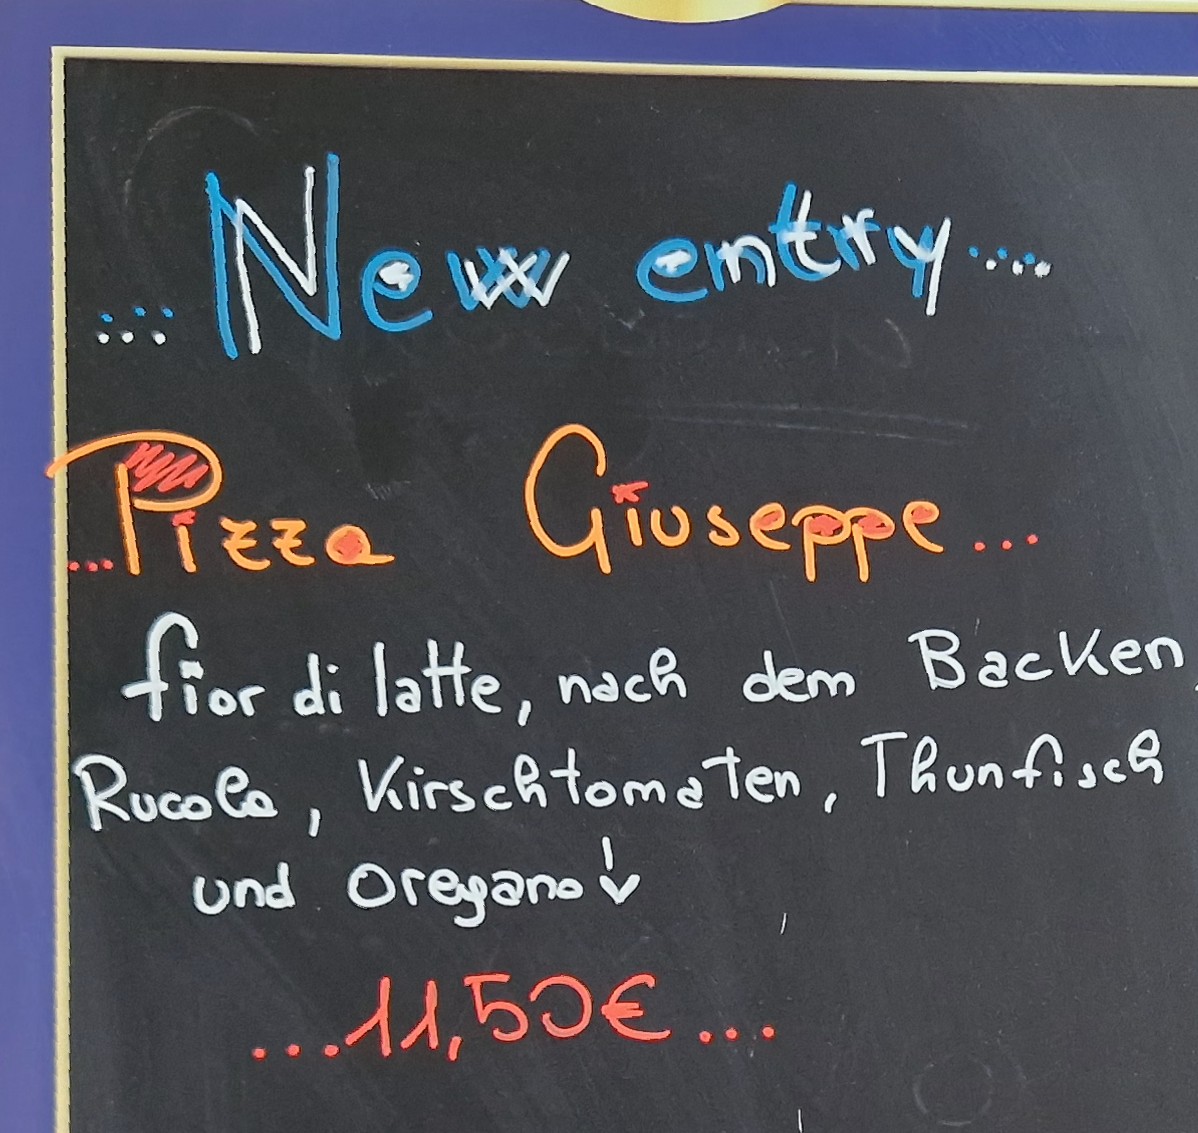 ... New entry ....
... Pizza Giuseppe ...
fior di latte, nach dem Backen,
Rucola, Kirschtomaten, Thunfisch
und Oregano ↓
... 11,50€ ...